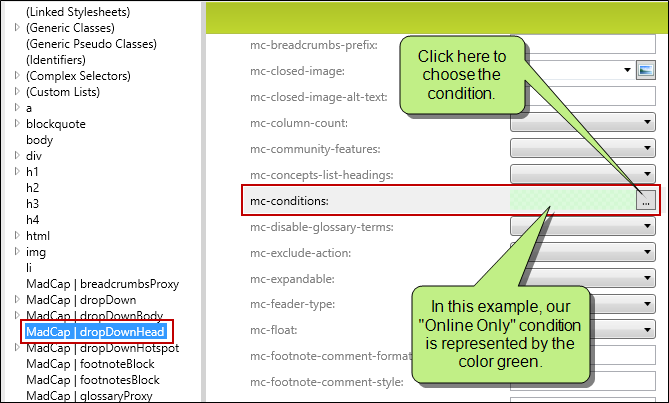 (Linked Stylesheets)
(Generic Classes)
(Generic Pseudo Classes)
(Identifiers)
(Complex Selectors)
(Custom Lists)
a
blockquote
body
div
h1
h2
h3
h4
html
img
li
MadCap | breadcrumbsProxy
MadCap | dropDown
MadCap | dropDownBody
MadCap | dropDownHead
MadCap | dropDownHotspot
MadCap | footnoteBlock
MadCap | footnotesBlock
MadCap | glossaryProxy
mc-breadcrumbs-prefix:
mc-closed-image:
mc-closed-image-alt-text:
mc-column-count:
mc-community-features:
mc-concepts-list-headings:
mc-conditions:
...
mc-disable-glossary-terms:
mc-exclude-action:
mc-expandable:
mc-feader-type:
mc-float:
mc-footnote-comment-format
mc-footnote-comment-style:
Click here to
choose the
condition.
In this example, our
"Online Only" condition
is represented by the
color green.